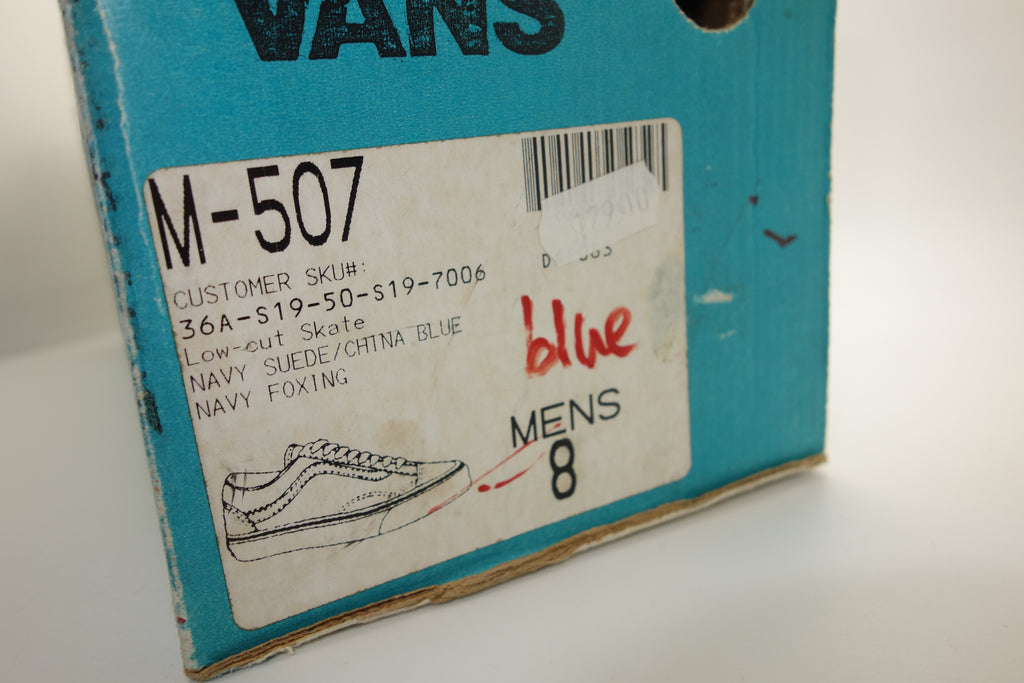 VANS
M-507
CUSTOMER SKU#:
36A-S19-50-S19-7006
Low-cut Skate
NAVY SUEDE/CHINA BLUE
NAVY FOXING
blue
MENS
8